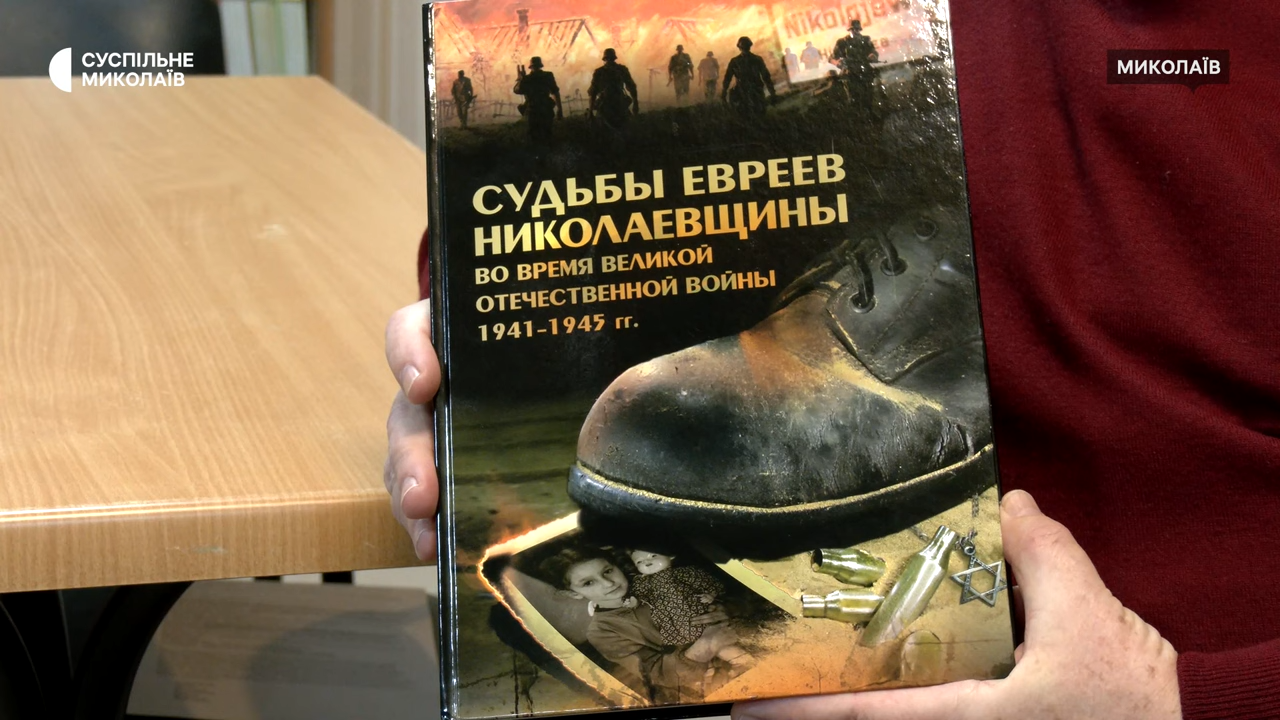 СУСПІЛЬНЕ
МИКОЛАЇВ
МИКОЛАЇВ
Nikolajew
СУДЬБЫ ЕВРЕЕВ
НИКОЛАЕВЩИНЫ
ВО ВРЕМЯ ВЕЛИКОЙ
ОТЕЧЕСТВЕННОЙ ВОЙНЫ
1941-1945 гг.